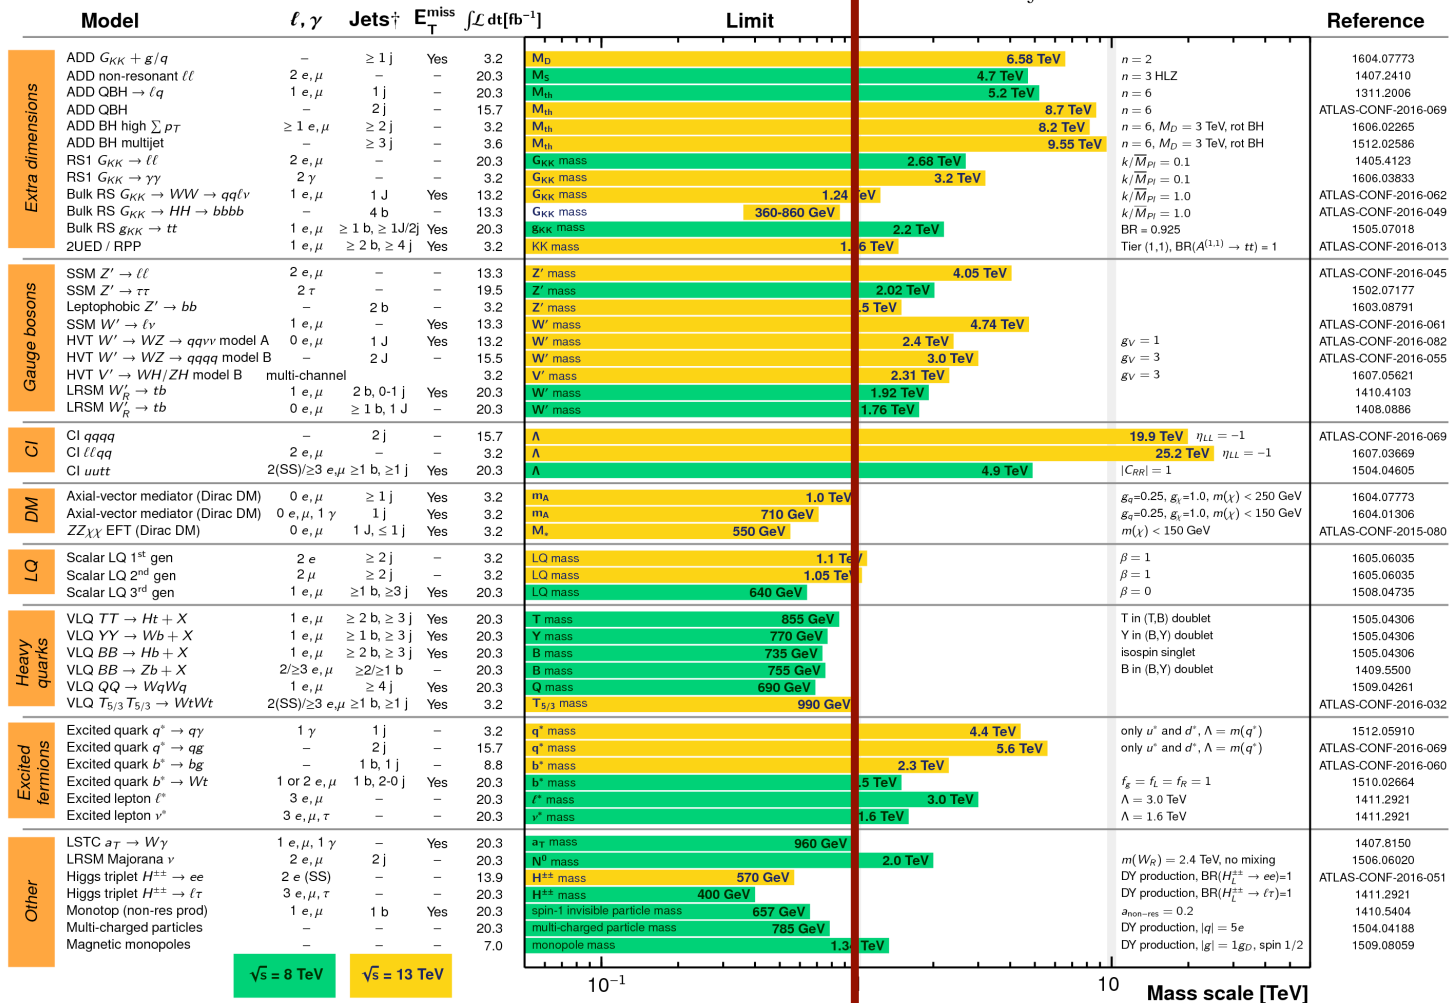 Model ℓ, γ Jets† E_T^miss ∫ℒ dt[fb⁻¹] Limit Reference
Extra dimensions
ADD G_KK + g/q – ≥ 1 j Yes 3.2 M_D 6.58 TeV n = 2 1604.07773
ADD non-resonant ℓℓ 2 e, μ – – 20.3 M_S 4.7 TeV n = 3 HLZ 1407.2410
ADD QBH → ℓq 1 e, μ 1 j – 20.3 M_th 5.2 TeV n = 6 1311.2006
ADD QBH – 2 j – 15.7 M_th 8.7 TeV n = 6 ATLAS-CONF-2016-069
ADD BH high ∑ p_T ≥ 1 e, μ ≥ 2 j – 3.2 M_th 8.2 TeV n = 6, M_D = 3 TeV, rot BH 1606.02265
ADD BH multijet – ≥ 3 j – 3.6 M_th 9.55 TeV n = 6, M_D = 3 TeV, rot BH 1512.02586
RS1 G_KK → ℓℓ 2 e, μ – – 20.3 G_KK mass 2.68 TeV k/M̅_Pl = 0.1 1405.4123
RS1 G_KK → γγ 2 γ – – 3.2 G_KK mass 3.2 TeV k/M̅_Pl = 0.1 1606.03833
Bulk RS G_KK → WW → qqℓν 1 e, μ 1 J Yes 13.2 G_KK mass 1.24 TeV k/M̅_Pl = 1.0 ATLAS-CONF-2016-062
Bulk RS G_KK → HH → bbbb – 4 b – 13.3 G_KK mass 360-860 GeV k/M̅_Pl = 1.0 ATLAS-CONF-2016-049
Bulk RS g_KK → tt 1 e, μ ≥ 1 b, ≥ 1J/2j Yes 20.3 g_KK mass 2.2 TeV BR = 0.925 1505.07018
2UED / RPP 1 e, μ ≥ 2 b, ≥ 4 j Yes 3.2 KK mass TeV Tier (1,1), BR(A^(1,1) → tt) = 1 ATLAS-CONF-2016-013
Gauge bosons
SSM Z′ → ℓℓ 2 e, μ – – 13.3 Z′ mass 4.05 TeV ATLAS-CONF-2016-045
SSM Z′ → ττ 2 τ – – 19.5 Z′ mass 2.02 TeV 1502.07177
Leptophobic Z′ → bb – 2 b – 3.2 Z′ mass .5 TeV 1603.08791
SSM W′ → ℓν 1 e, μ – Yes 13.3 W′ mass 4.74 TeV ATLAS-CONF-2016-061
HVT W′ → WZ → qqνν model A 0 e, μ 1 J Yes 13.2 W′ mass 2.4 TeV g_V = 1 ATLAS-CONF-2016-082
HVT W′ → WZ → qqqq model B – 2 J – 15.5 W′ mass 3.0 TeV g_V = 3 ATLAS-CONF-2016-055
HVT V′ → WH/ZH model B multi-channel 3.2 V′ mass 2.31 TeV g_V = 3 1607.05621
LRSM W′_R → tb 1 e, μ 2 b, 0-1 j Yes 20.3 W′ mass 1.92 TeV 1410.4103
LRSM W′_R → tb 0 e, μ ≥ 1 b, 1 J – 20.3 W′ mass 1.76 TeV 1408.0886
CI
CI qqqq – 2 j – 15.7 Λ 19.9 TeV η_LL = −1 ATLAS-CONF-2016-069
CI ℓℓqq 2 e, μ – – 3.2 Λ 25.2 TeV η_LL = −1 1607.03669
CI uutt 2(SS)/≥3 e,μ ≥1 b, ≥1 j Yes 20.3 Λ 4.9 TeV |C_RR| = 1 1504.04605
DM
Axial-vector mediator (Dirac DM) 0 e, μ ≥ 1 j Yes 3.2 m_A 1.0 TeV g_q=0.25, g_χ=1.0, m(χ) < 250 GeV 1604.07773
Axial-vector mediator (Dirac DM) 0 e, μ, 1 γ 1 j Yes 3.2 m_A 710 GeV g_q=0.25, g_χ=1.0, m(χ) < 150 GeV 1604.01306
ZZχχ EFT (Dirac DM) 0 e, μ 1 J, ≤ 1 j Yes 3.2 M_* 550 GeV m(χ) < 150 GeV ATLAS-CONF-2015-080
LQ
Scalar LQ 1st gen 2 e ≥ 2 j – 3.2 LQ mass 1.1 TeV β = 1 1605.06035
Scalar LQ 2nd gen 2 μ ≥ 2 j – 3.2 LQ mass 1.05 TeV β = 1 1605.06035
Scalar LQ 3rd gen 1 e, μ ≥1 b, ≥3 j Yes 20.3 LQ mass 640 GeV β = 0 1508.04735
Heavy quarks
VLQ TT → Ht + X 1 e, μ ≥ 2 b, ≥ 3 j Yes 20.3 T mass 855 GeV T in (T,B) doublet 1505.04306
VLQ YY → Wb + X 1 e, μ ≥ 1 b, ≥ 3 j Yes 20.3 Y mass 770 GeV Y in (B,Y) doublet 1505.04306
VLQ BB → Hb + X 1 e, μ ≥ 2 b, ≥ 3 j Yes 20.3 B mass 735 GeV isospin singlet 1505.04306
VLQ BB → Zb + X 2/≥3 e, μ ≥2/≥1 b – 20.3 B mass 755 GeV B in (B,Y) doublet 1409.5500
VLQ QQ → WqWq 1 e, μ ≥ 4 j Yes 20.3 Q mass 690 GeV 1509.04261
VLQ T_5/3 T_5/3 → WtWt 2(SS)/≥3 e,μ ≥1 b, ≥1 j Yes 3.2 T_5/3 mass 990 GeV ATLAS-CONF-2016-032
Excited fermions
Excited quark q* → qγ 1 γ 1 j – 3.2 q* mass 4.4 TeV only u* and d*, Λ = m(q*) 1512.05910
Excited quark q* → qg – 2 j – 15.7 q* mass 5.6 TeV only u* and d*, Λ = m(q*) ATLAS-CONF-2016-069
Excited quark b* → bg – 1 b, 1 j – 8.8 b* mass 2.3 TeV ATLAS-CONF-2016-060
Excited quark b* → Wt 1 or 2 e, μ 1 b, 2-0 j Yes 20.3 b* mass .5 TeV f_g = f_L = f_R = 1 1510.02664
Excited lepton ℓ* 3 e, μ – – 20.3 ℓ* mass 3.0 TeV Λ = 3.0 TeV 1411.2921
Excited lepton ν* 3 e, μ, τ – – 20.3 ν* mass 1.6 TeV Λ = 1.6 TeV 1411.2921
Other
LSTC a_T → Wγ 1 e, μ, 1 γ – Yes 20.3 a_T mass 960 GeV 1407.8150
LRSM Majorana ν 2 e, μ 2 j – 20.3 N⁰ mass 2.0 TeV m(W_R) = 2.4 TeV, no mixing 1506.06020
Higgs triplet H^±± → ee 2 e (SS) – – 13.9 H^±± mass 570 GeV DY production, BR(H_L^±± → ee)=1 ATLAS-CONF-2016-051
Higgs triplet H^±± → ℓτ 3 e, μ, τ – – 20.3 H^±± mass 400 GeV DY production, BR(H_L^±± → ℓτ)=1 1411.2921
Monotop (non-res prod) 1 e, μ 1 b Yes 20.3 spin-1 invisible particle mass 657 GeV a_non−res = 0.2 1410.5404
Multi-charged particles – – – 20.3 multi-charged particle mass 785 GeV DY production, |q| = 5e 1504.04188
Magnetic monopoles – – – 7.0 monopole mass 1.34 TeV DY production, |g| = 1g_D, spin 1/2 1509.08059
√s = 8 TeV √s = 13 TeV
10⁻¹ 10
Mass scale [TeV]